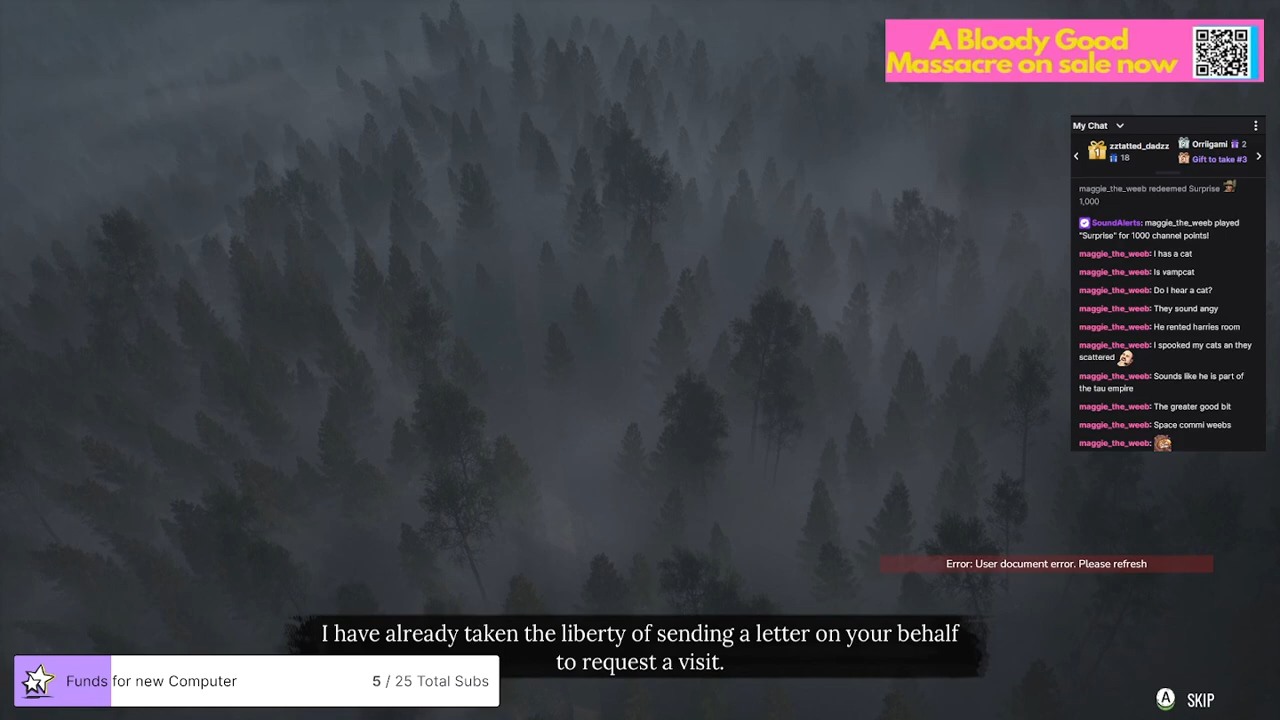 A Bloody Good
Massacre on sale now
My Chat
zztatted_dadzz
18
Orriigami 2
Gift to take #3
maggie_the_weeb redeemed Surprise
1,000
SoundAlerts: maggie_the_weeb played
"Surprise" for 1000 channel points!
maggie_the_weeb: I has a cat
maggie_the_weeb: Is vampcat
maggie_the_weeb: Do I hear a cat?
maggie_the_weeb: They sound angy
maggie_the_weeb: He rented harries room
maggie_the_weeb: I spooked my cats an they
scattered
maggie_the_weeb: Sounds like he is part of
the tau empire
maggie_the_weeb: The greater good bit
maggie_the_weeb: Space commi weebs
maggie_the_weeb:
Error: User document error. Please refresh
I have already taken the liberty of sending a letter on your behalf
to request a visit.
Funds for new Computer 5 / 25 Total Subs
A SKIP